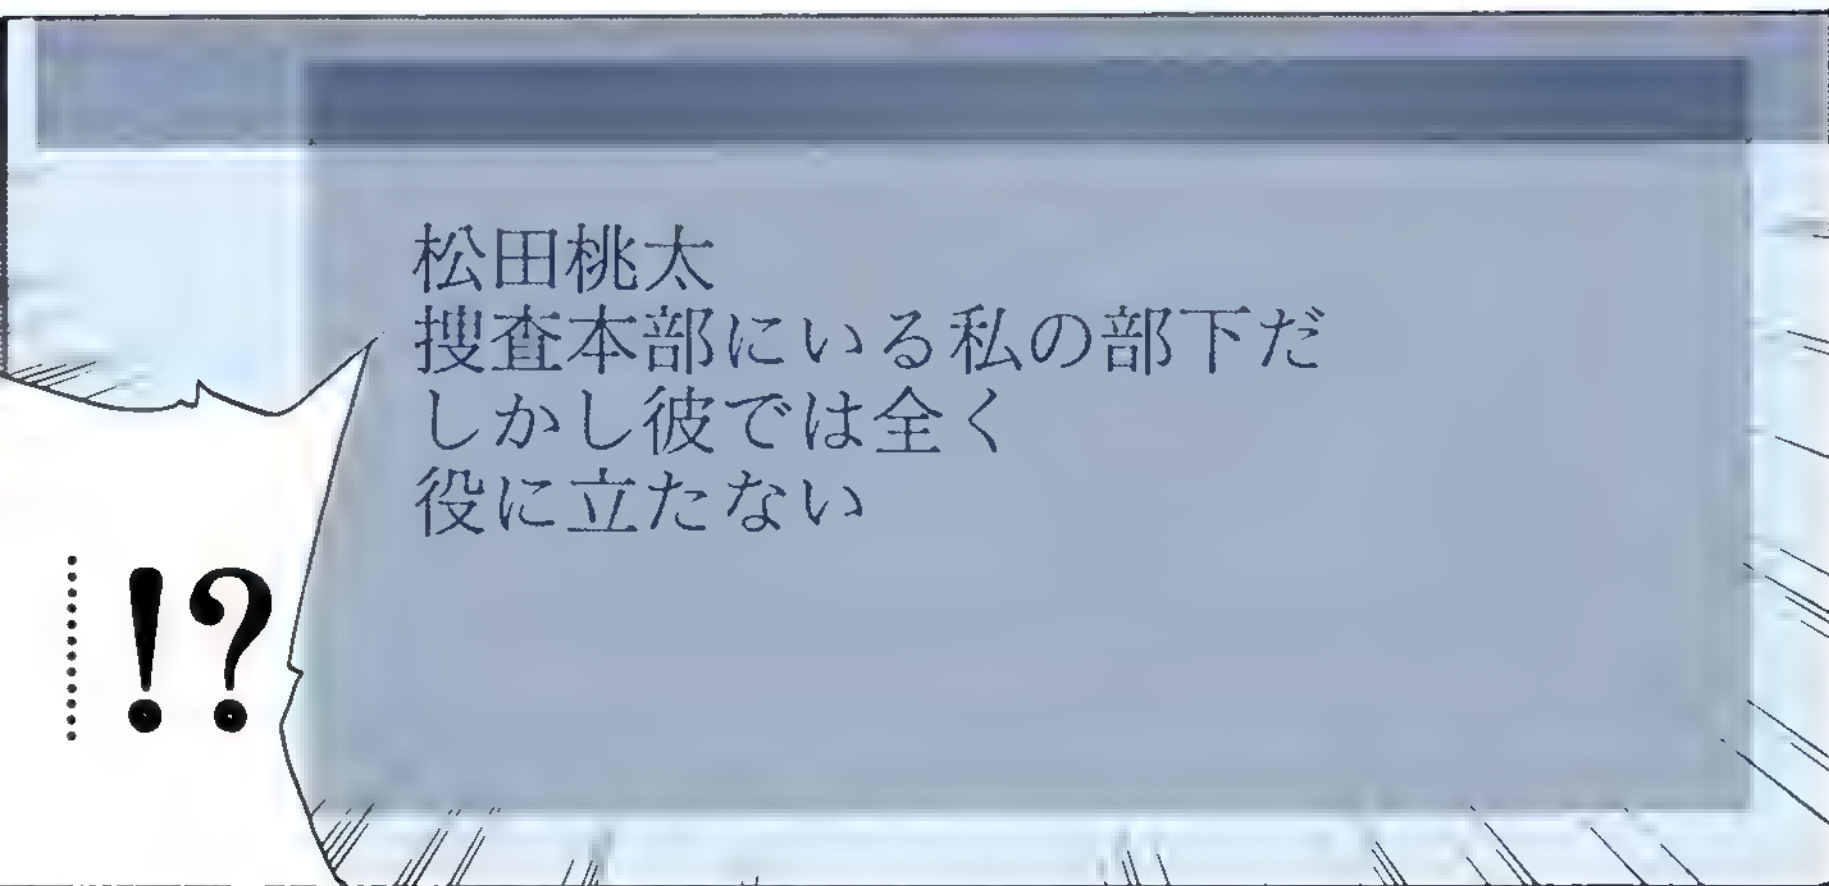 松田桃太
捜査本部にいる私の部下だ
しかし彼では全く
役に立たない
…………!?